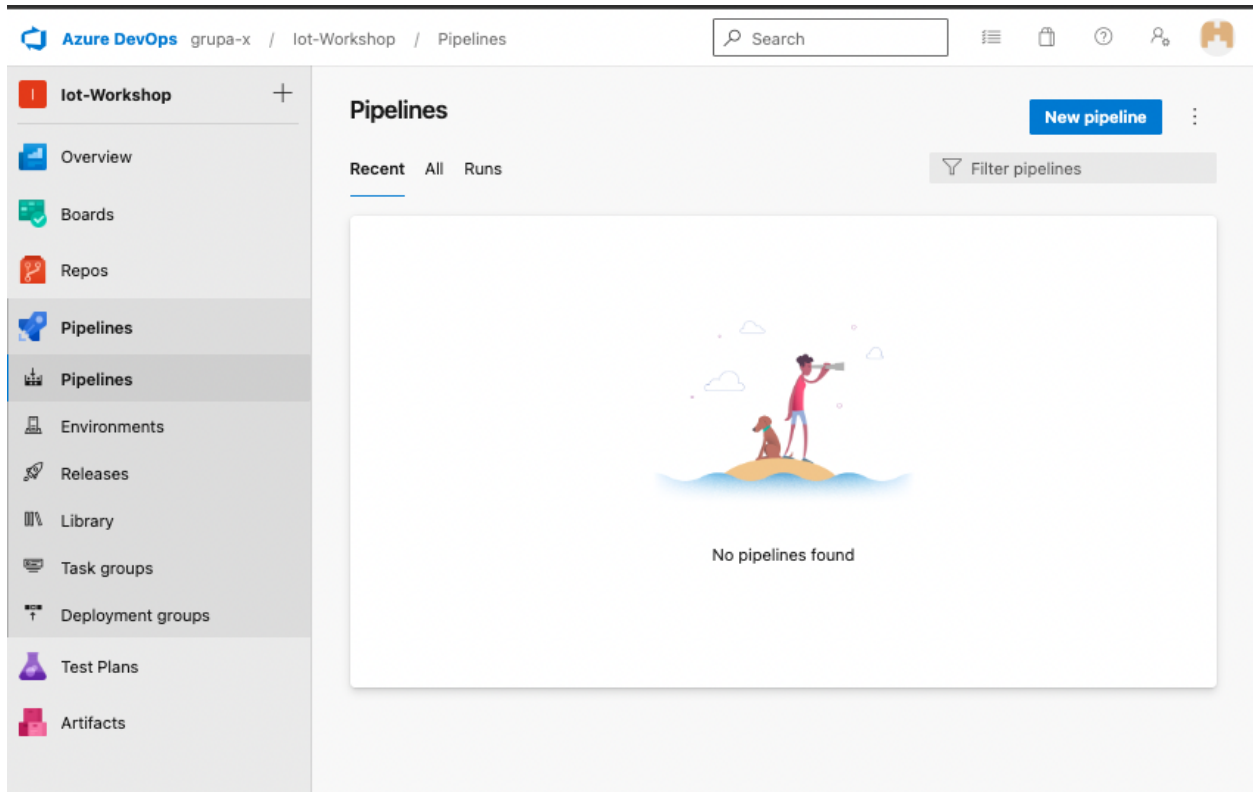 Azure DevOps grupa-x / Iot-Workshop / Pipelines Search
I Iot-Workshop
Overview
Boards
Repos
Pipelines
Pipelines
Environments
Releases
Library
Task groups
Deployment groups
Test Plans
Artifacts
Pipelines
New pipeline
Recent All Runs
Filter pipelines
No pipelines found